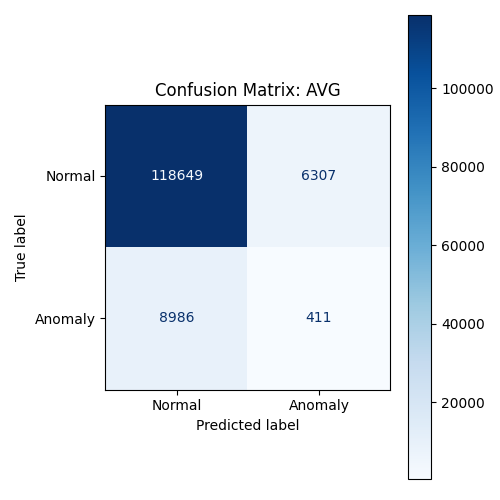 Confusion Matrix: AVG
True label
Normal
118649
6307
Anomaly
8986
411
Normal
Anomaly
Predicted label
100000
80000
60000
40000
20000